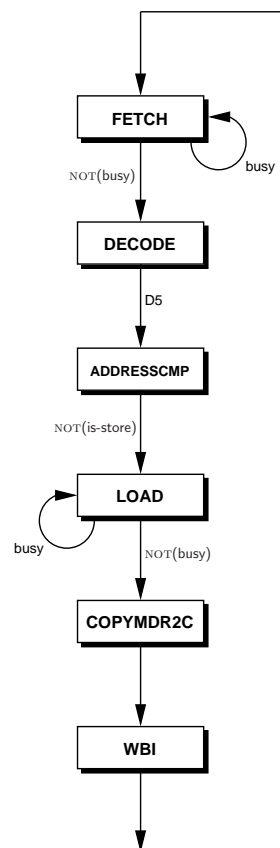 FETCH
busy
NOT(busy)
DECODE
D5
ADDRESSCMP
NOT(is-store)
LOAD
busy
NOT(busy)
COPYMDR2C
WBI